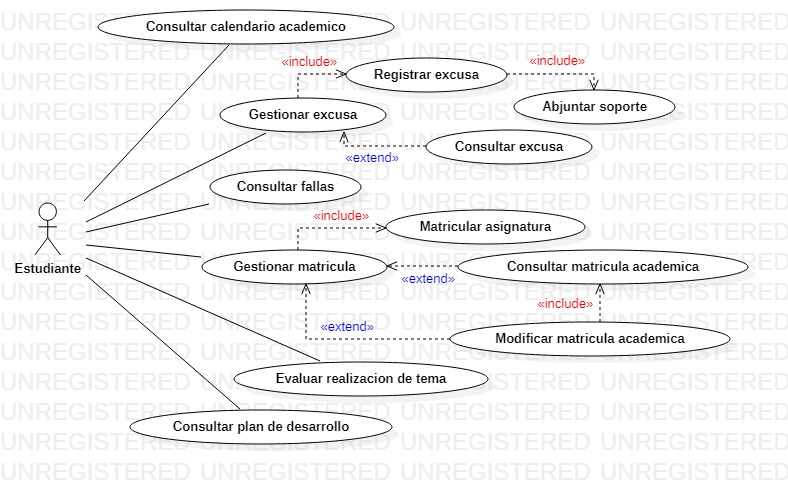 UNREGISTERED UNREGISTERED UNREGISTERED UNREGISTERED
Consultar calendario academico
«include»
Registrar excusa
«include»
Gestionar excusa
Abjuntar soporte
Consultar excusa
«extend»
Consultar fallas
«include»
Matricular asignatura
Estudiante
Gestionar matricula
«extend»
Consultar matricula academica
«include»
«extend»
Modificar matricula academica
Evaluar realizacion de tema
Consultar plan de desarrollo